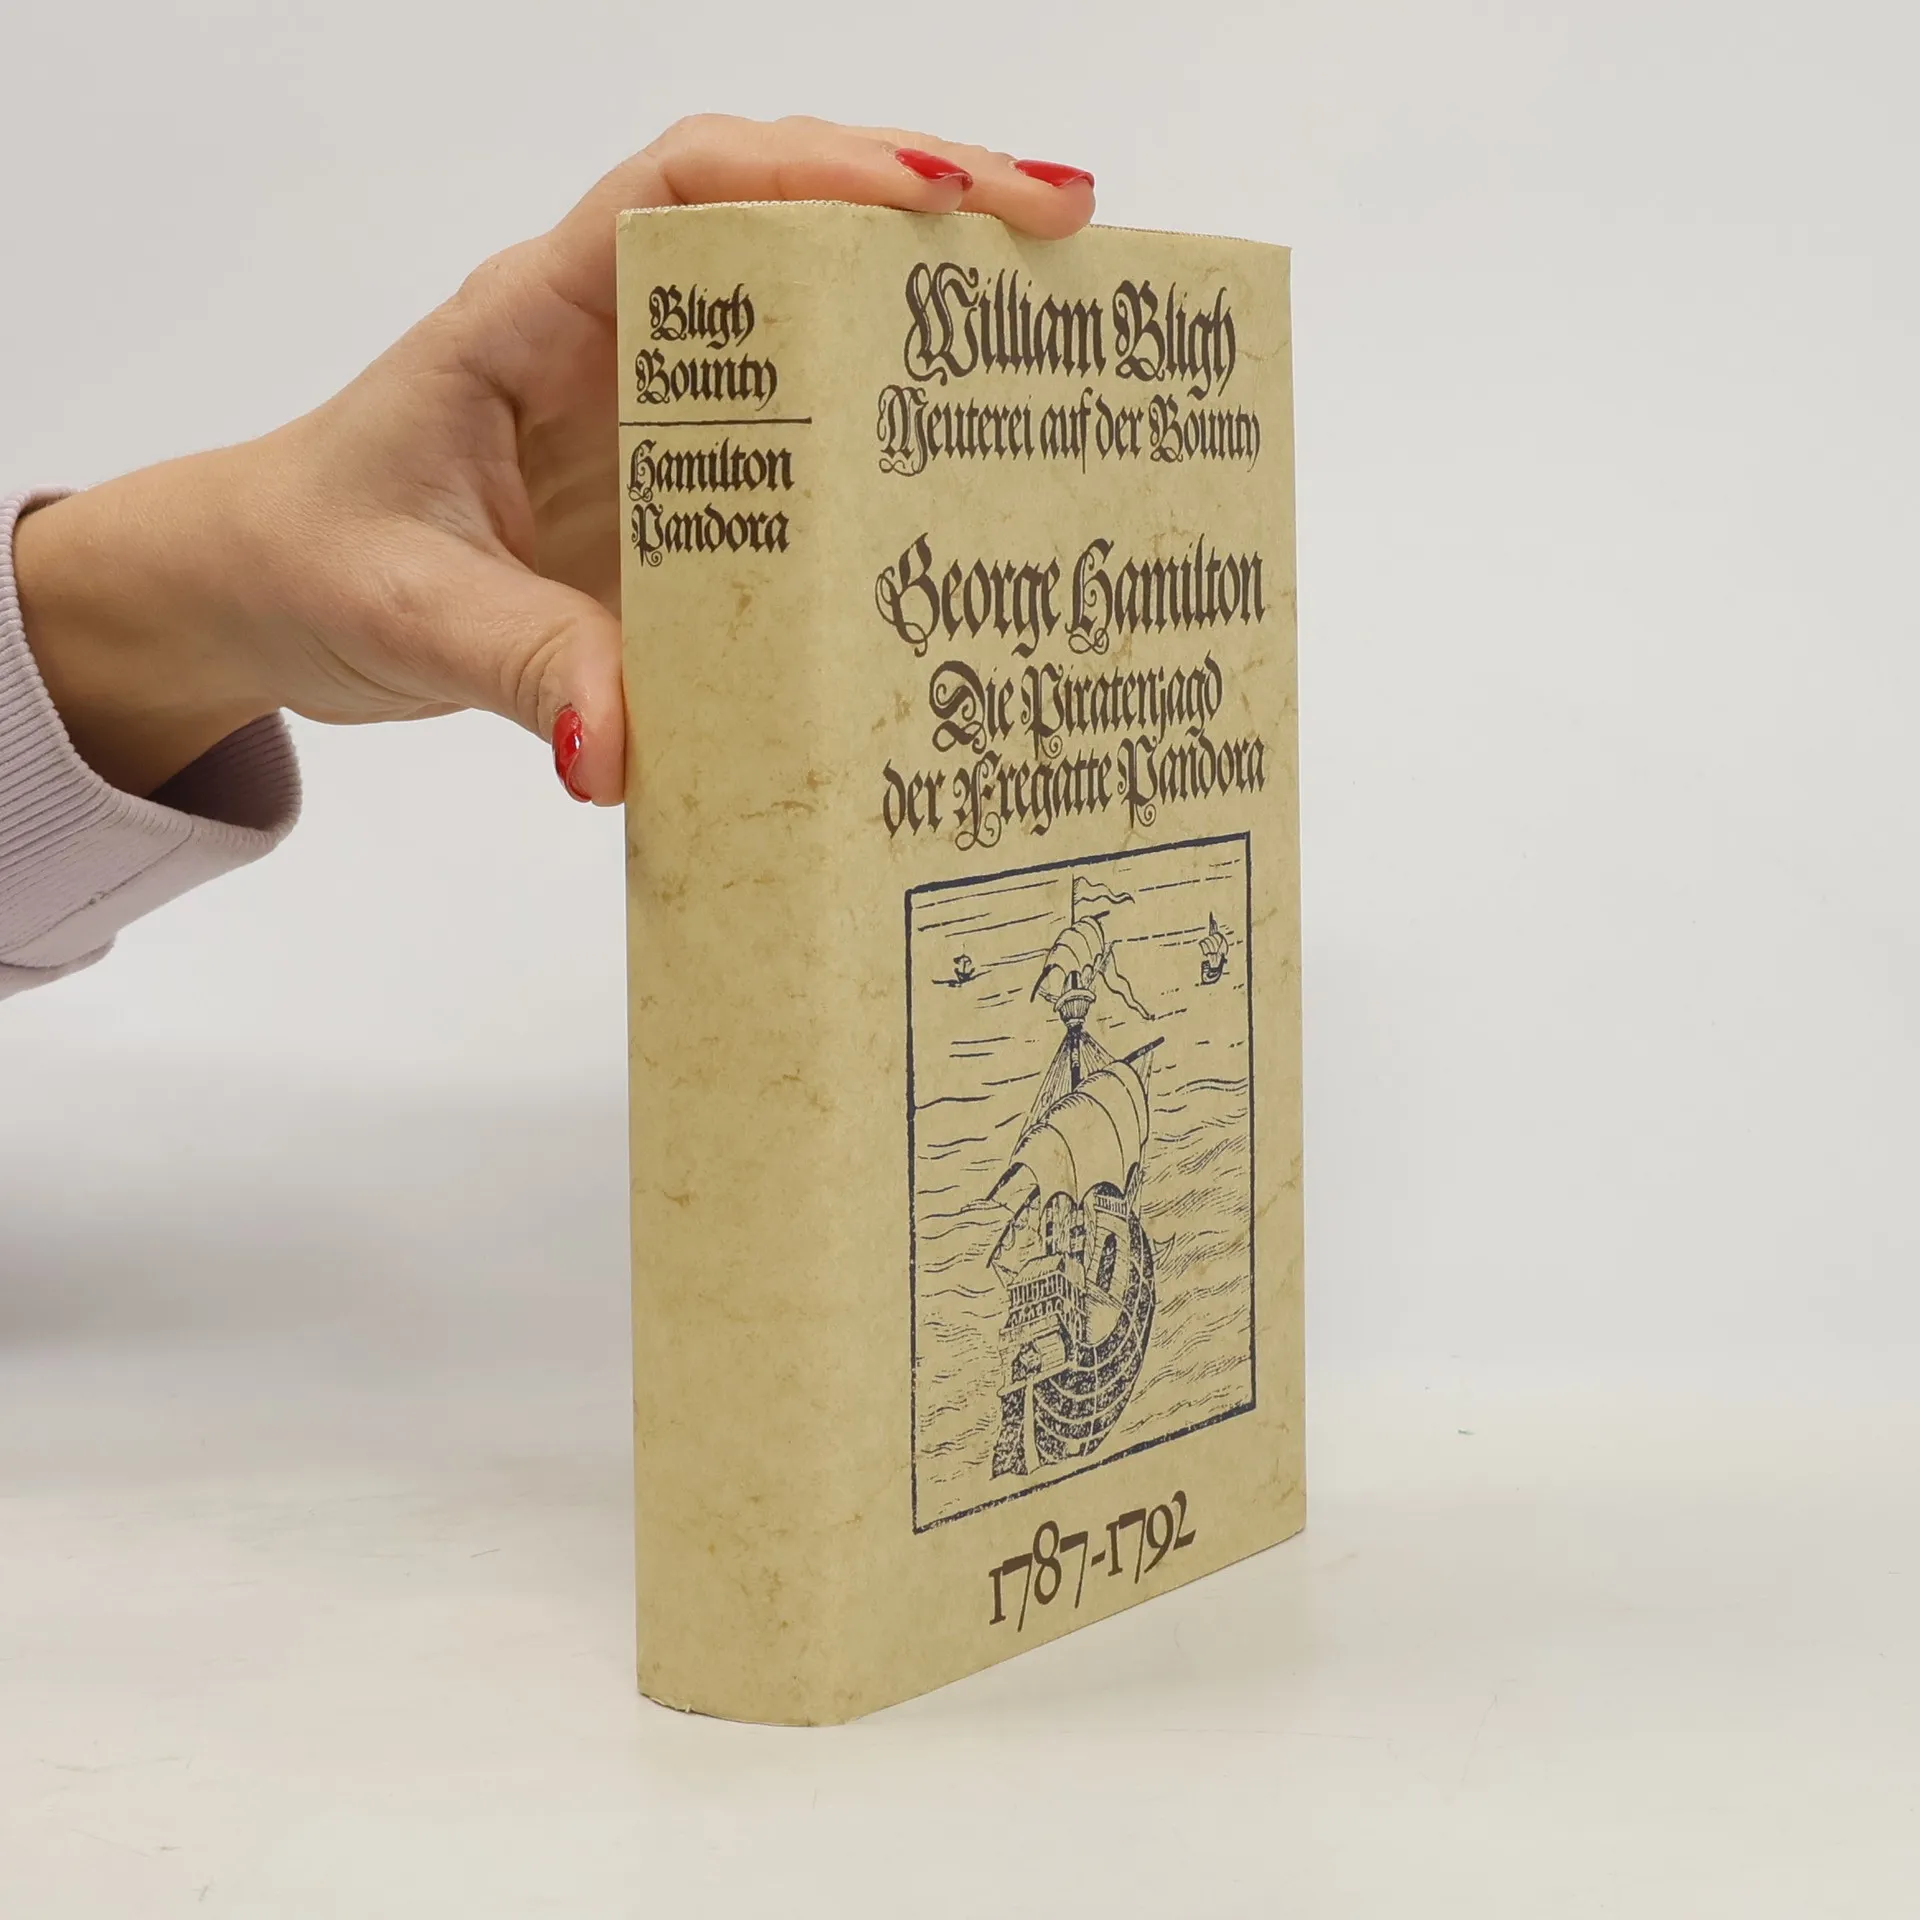 Bligh
Bounty
Hamilton
Pandora
William Bligh
Meuterei auf der Bounty
George Hamilton
Die Piratenjagd
der Fregatte Pandora
1787-1792